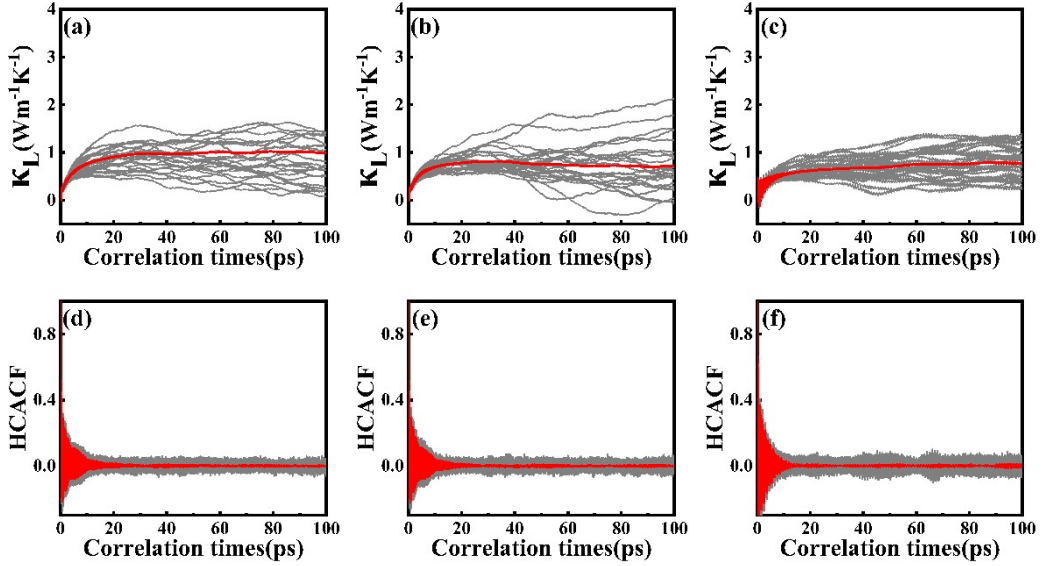 (a)
K_L(Wm⁻¹K⁻¹)
4
3
2
1
0
0 20 40 60 80 100
Correlation times(ps)
(b)
K_L(Wm⁻¹K⁻¹)
4
3
2
1
0
0 20 40 60 80 100
Correlation times(ps)
(c)
K_L(Wm⁻¹K⁻¹)
4
3
2
1
0
0 20 40 60 80 100
Correlation times(ps)
(d)
HCACF
0.8
0.4
0.0
0 20 40 60 80 100
Correlation times(ps)
(e)
HCACF
0.8
0.4
0.0
0 20 40 60 80 100
Correlation times(ps)
(f)
HCACF
0.8
0.4
0.0
0 20 40 60 80 100
Correlation times(ps)